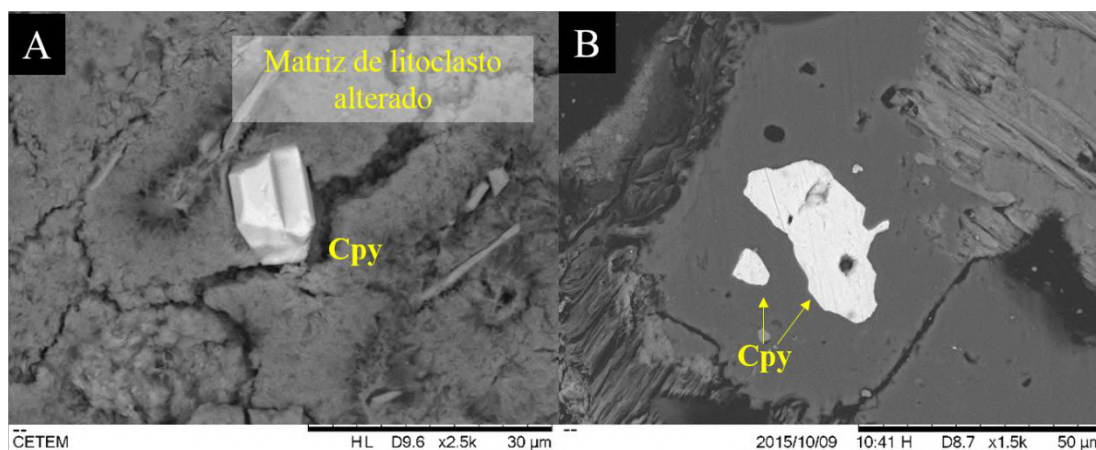 A
Matriz de litoclasto
alterado
Cpy
CETEM
HL D9.6 x2.5k 30 µm
B
Cpy
2015/10/09 10:41 H D8.7 x1.5k 50 µm